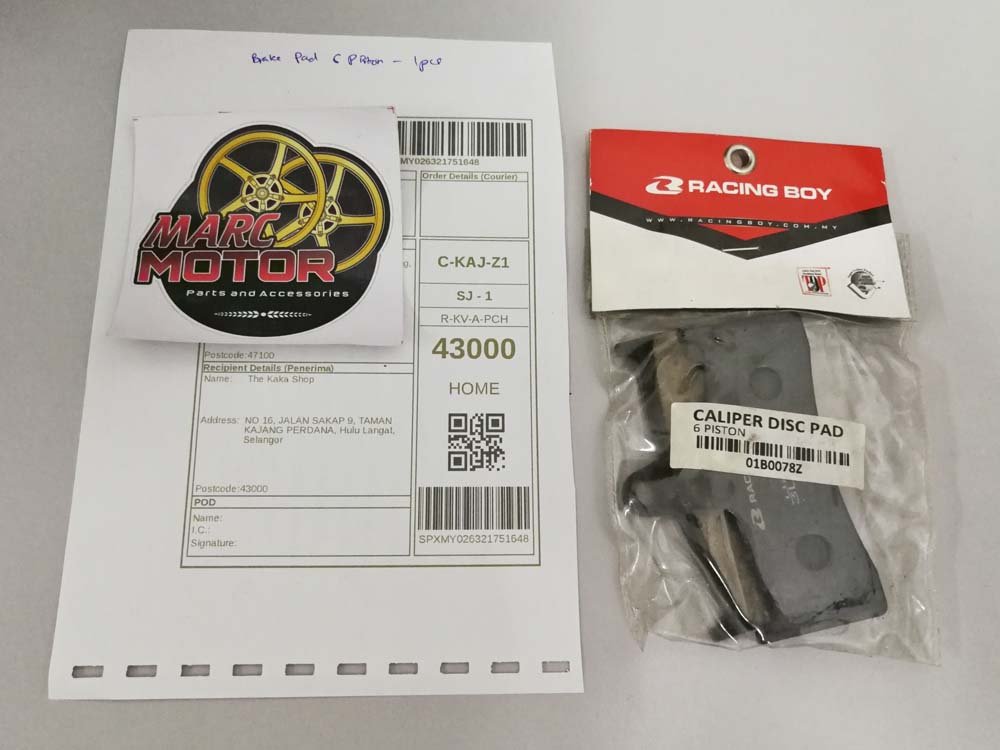 Brake Pad 6 Piston - 1pcs
MARC
MOTOR
Parts and Accessories
MY026321751648
Order Details (Courier)
C-KAJ-Z1
SJ - 1
R-KV-A-PCH
43000
HOME
Postcode:47100
Recipient Details (Penerima)
Name: The Kaka Shop
Address: NO 16, JALAN SAKAP 9, TAMAN
KAJANG PERDANA, Hulu Langat,
Selangor
Postcode:43000
POD
Name:
I.C.:
Signature:
SPXMY026321751648
RACING BOY
WWW.RACINGBOY.COM.MY
CALIPER DISC PAD
6 PISTON
01B0078Z